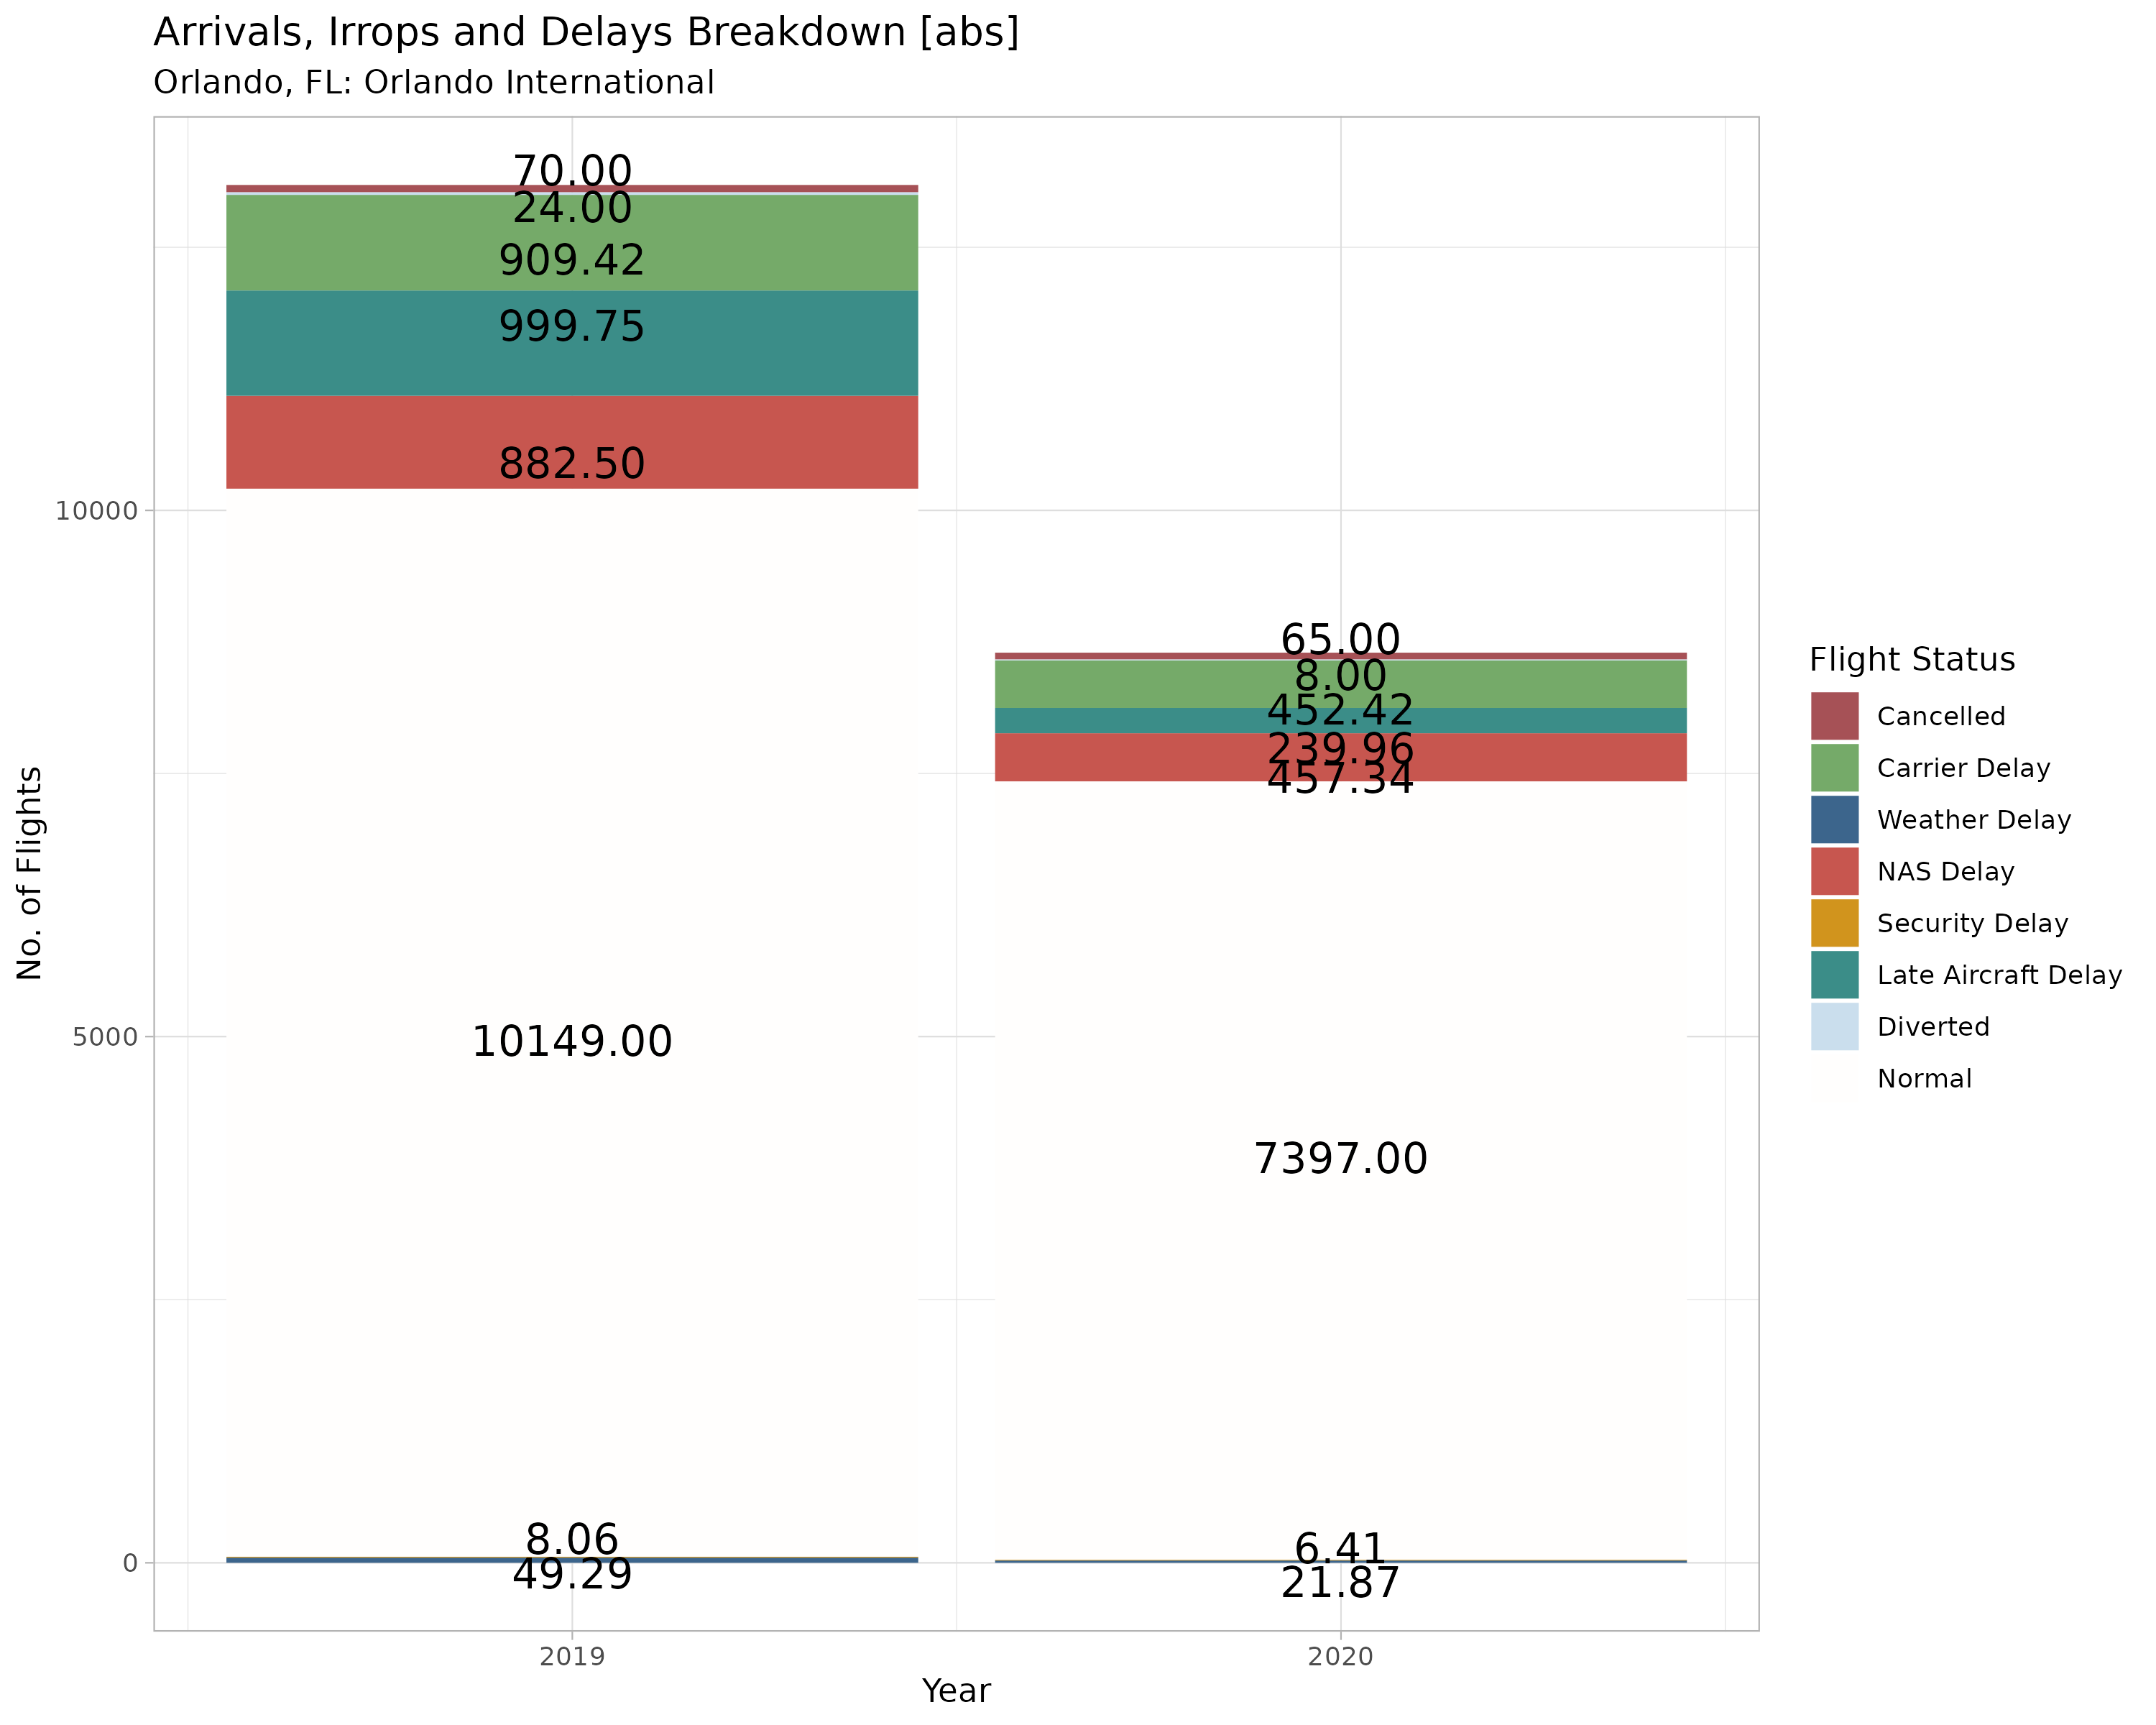 Arrivals, Irrops and Delays Breakdown [abs]
Orlando, FL: Orlando International
70.00
24.00
909.42
999.75
882.50
10149.00
8.06
49.29
65.00
8.00
452.42
239.96
457.34
7397.00
6.41
21.87
10000
5000
0
No. of Flights
2019
2020
Year
Flight Status
Cancelled
Carrier Delay
Weather Delay
NAS Delay
Security Delay
Late Aircraft Delay
Diverted
Normal